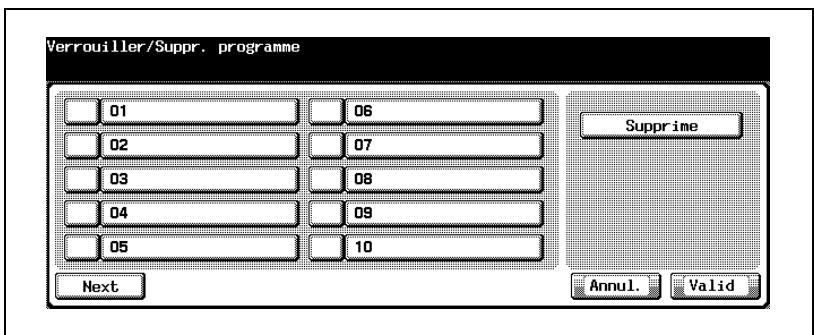 Verrouiller/Suppr. programme
01 06
Supprime
02 07
03 08
04 09
05 10
Next Annul. Valid